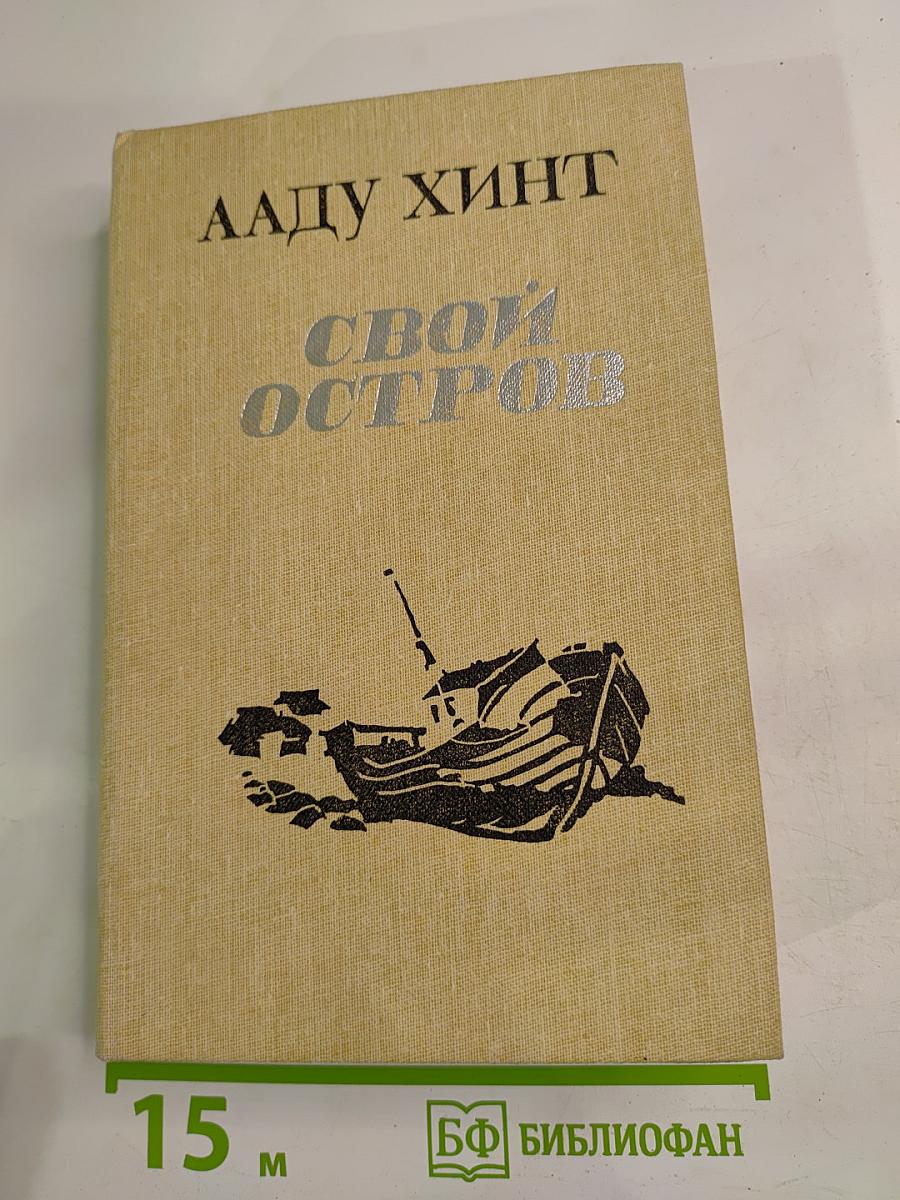 ААДУ ХИНТ
СВОЙ
ОСТРОВ
15 м
БФ БИБЛИОФАН